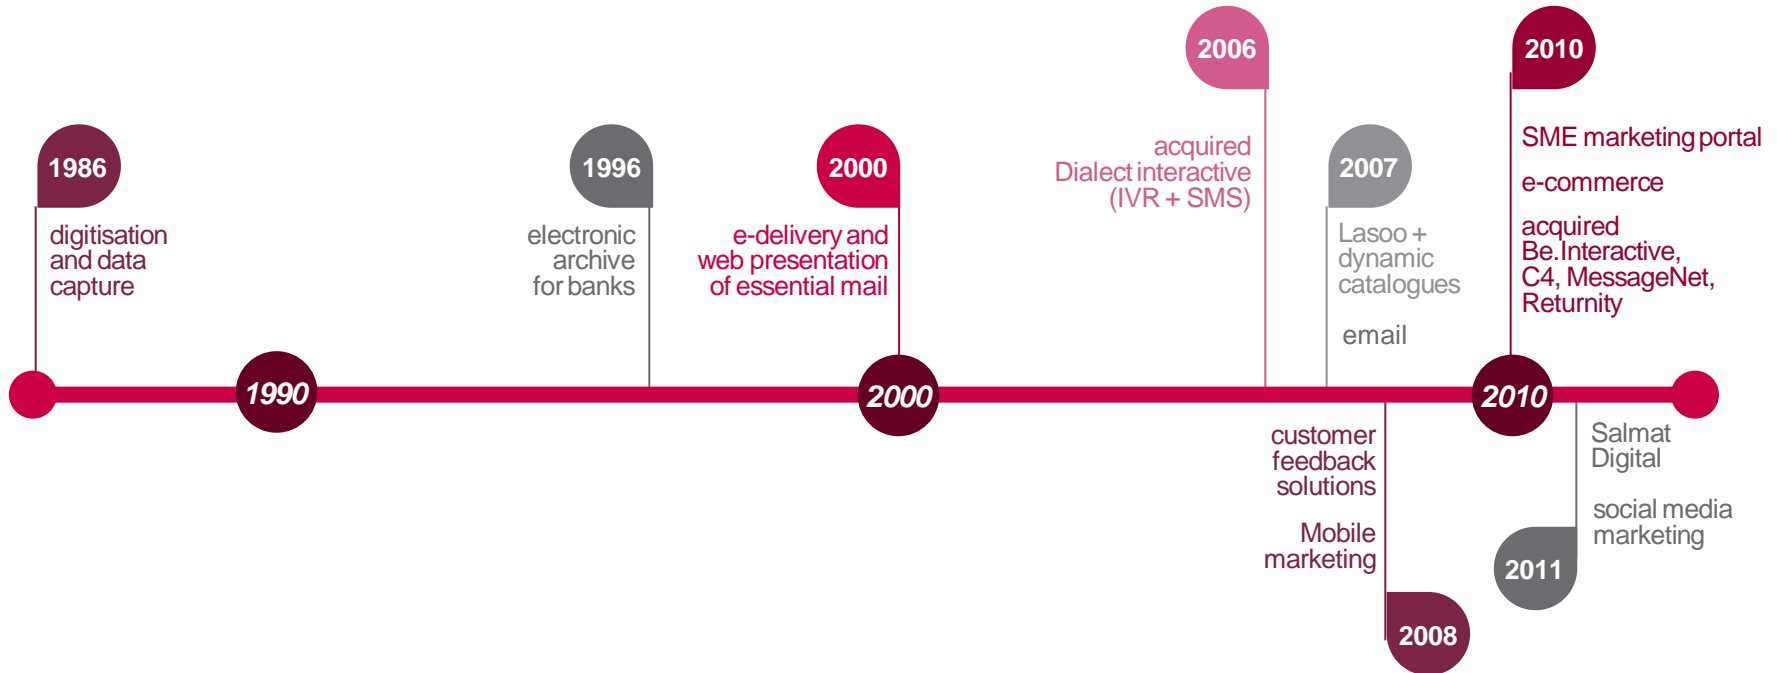 1986
digitisation
and data
capture
1996
electronic
archive
for banks
2000
e-delivery and
web presentation
of essential mail
2006
acquired
Dialect interactive
(IVR + SMS)
2007
Lasoo +
dynamic
catalogues
email
2010
SME marketing portal
e-commerce
acquired
Be.Interactive,
C4, MessageNet,
Returnity
1990
2000
2010
customer
feedback
solutions
Mobile
marketing
2008
Salmat
Digital
social media
marketing
2011